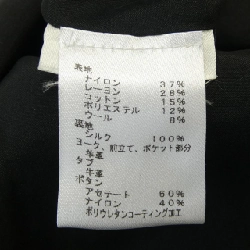 表地
ナイロン 37%
レーヨン 28%
コットン 15%
ポリエステル 12%
ウール 8%
裏地
シルク 100%
ヨーク、前立て、ポケット部分
牛革
タブ
牛革
ボタン
アセテート 60%
ナイロン 40%
ポリウレタンコーティング加工